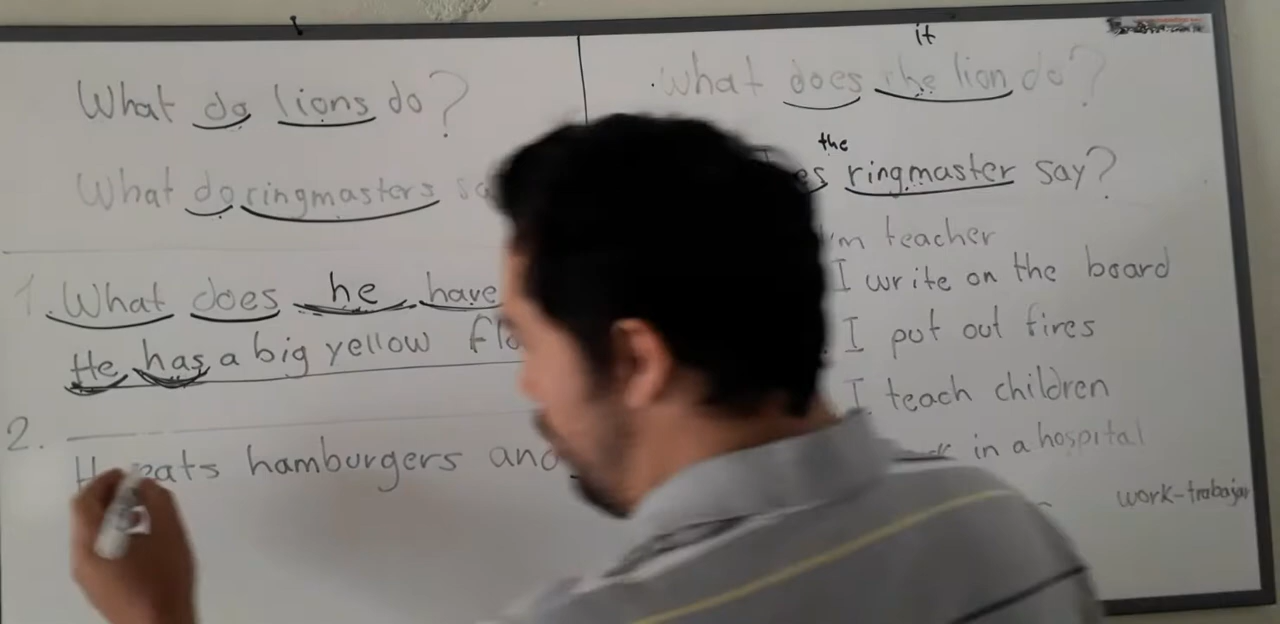 What do lions do?
What do ringmasters
1. What does he have
He has a big yellow
2.
eats hamburgers and
it
What does the lion do?
the
ringmaster say?
teacher
I write on the board
I put out fires
I teach children
in a hospital
work-trabajar